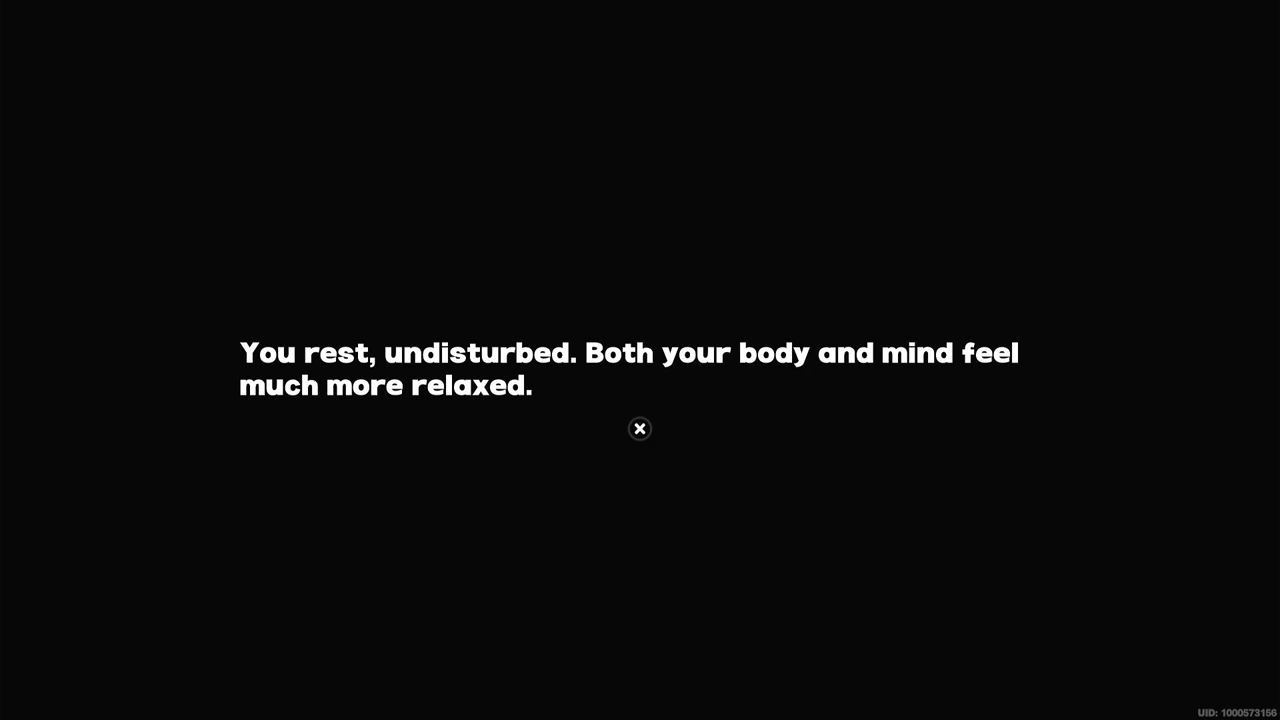 You rest, undisturbed. Both your body and mind feel
much more relaxed.
UID: 1000573156